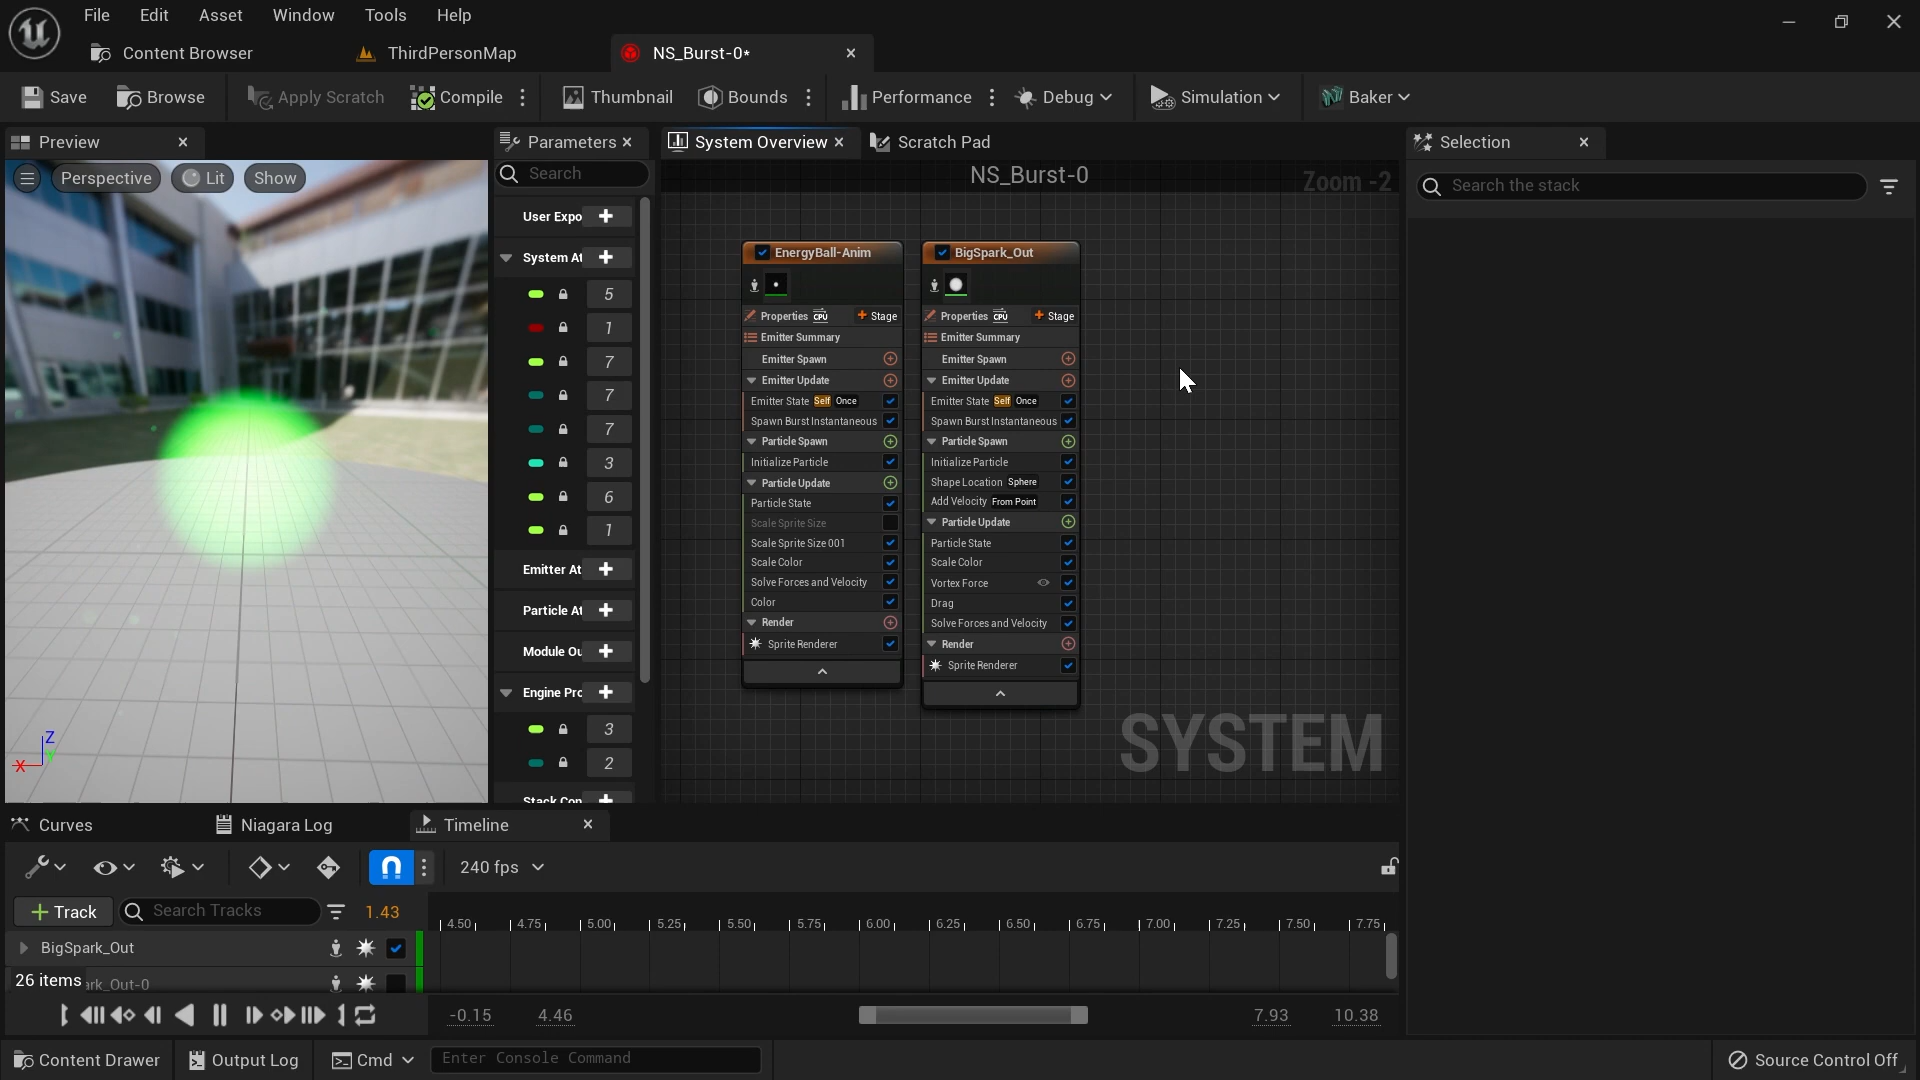 File Edit Asset Window Tools Help
Content Browser ThirdPersonMap NS_Burst-0*
Save Browse Apply Scratch Compile Thumbnail Bounds Performance Debug Simulation Baker
Preview
Perspective Lit Show
Z
X
Y
Parameters
Search
User Expo
System At
5
1
7
7
7
3
6
1
Emitter At
Particle At
Module Ou
Engine Pro
3
2
Stack Con
System Overview Scratch Pad
NS_Burst-0
Zoom -2
EnergyBall-Anim
Properties CPU Stage
Emitter Summary
Emitter Spawn
Emitter Update
Emitter State Self Once
Spawn Burst Instantaneous
Particle Spawn
Initialize Particle
Particle Update
Particle State
Scale Sprite Size
Scale Sprite Size 001
Scale Color
Solve Forces and Velocity
Color
Render
Sprite Renderer
BigSpark_Out
Properties CPU Stage
Emitter Summary
Emitter Spawn
Emitter Update
Emitter State Self Once
Spawn Burst Instantaneous
Particle Spawn
Initialize Particle
Shape Location Sphere
Add Velocity From Point
Particle Update
Particle State
Scale Color
Vortex Force
Drag
Solve Forces and Velocity
Render
Sprite Renderer
SYSTEM
Selection
Search the stack
Curves Niagara Log Timeline
240 fps
Track Search Tracks 1.43
4.50 4.75 5.00 5.25 5.50 5.75 6.00 6.25 6.50 6.75 7.00 7.25 7.50 7.75
BigSpark_Out
26 items ark_Out-0
-0.15 4.46 7.93 10.38
Content Drawer Output Log Cmd Enter Console Command Source Control Off